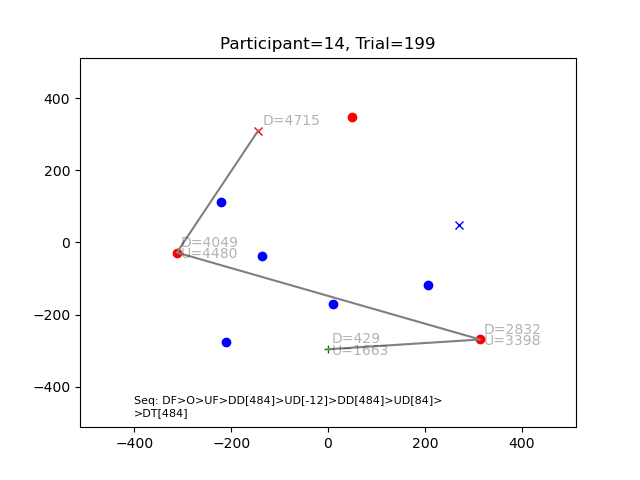 Participant=14, Trial=199
400
200
0
−200
−400
D=4715
D=4049
U=4480
D=2832
U=3398
D=429
U=1663
Seq: DF>O>UF>DD[484]>UD[-12]>DD[484]>UD[84]>
>DT[484]
−400
−200
0
200
400